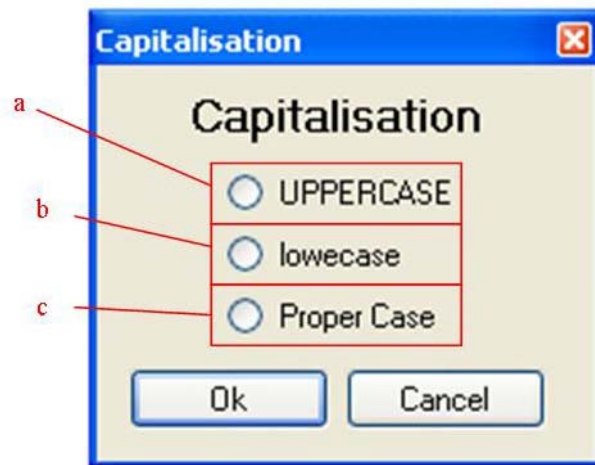 Capitalisation
Capitalisation
a
UPPERCASE
b
lowecase
c
Proper Case
Ok Cancel